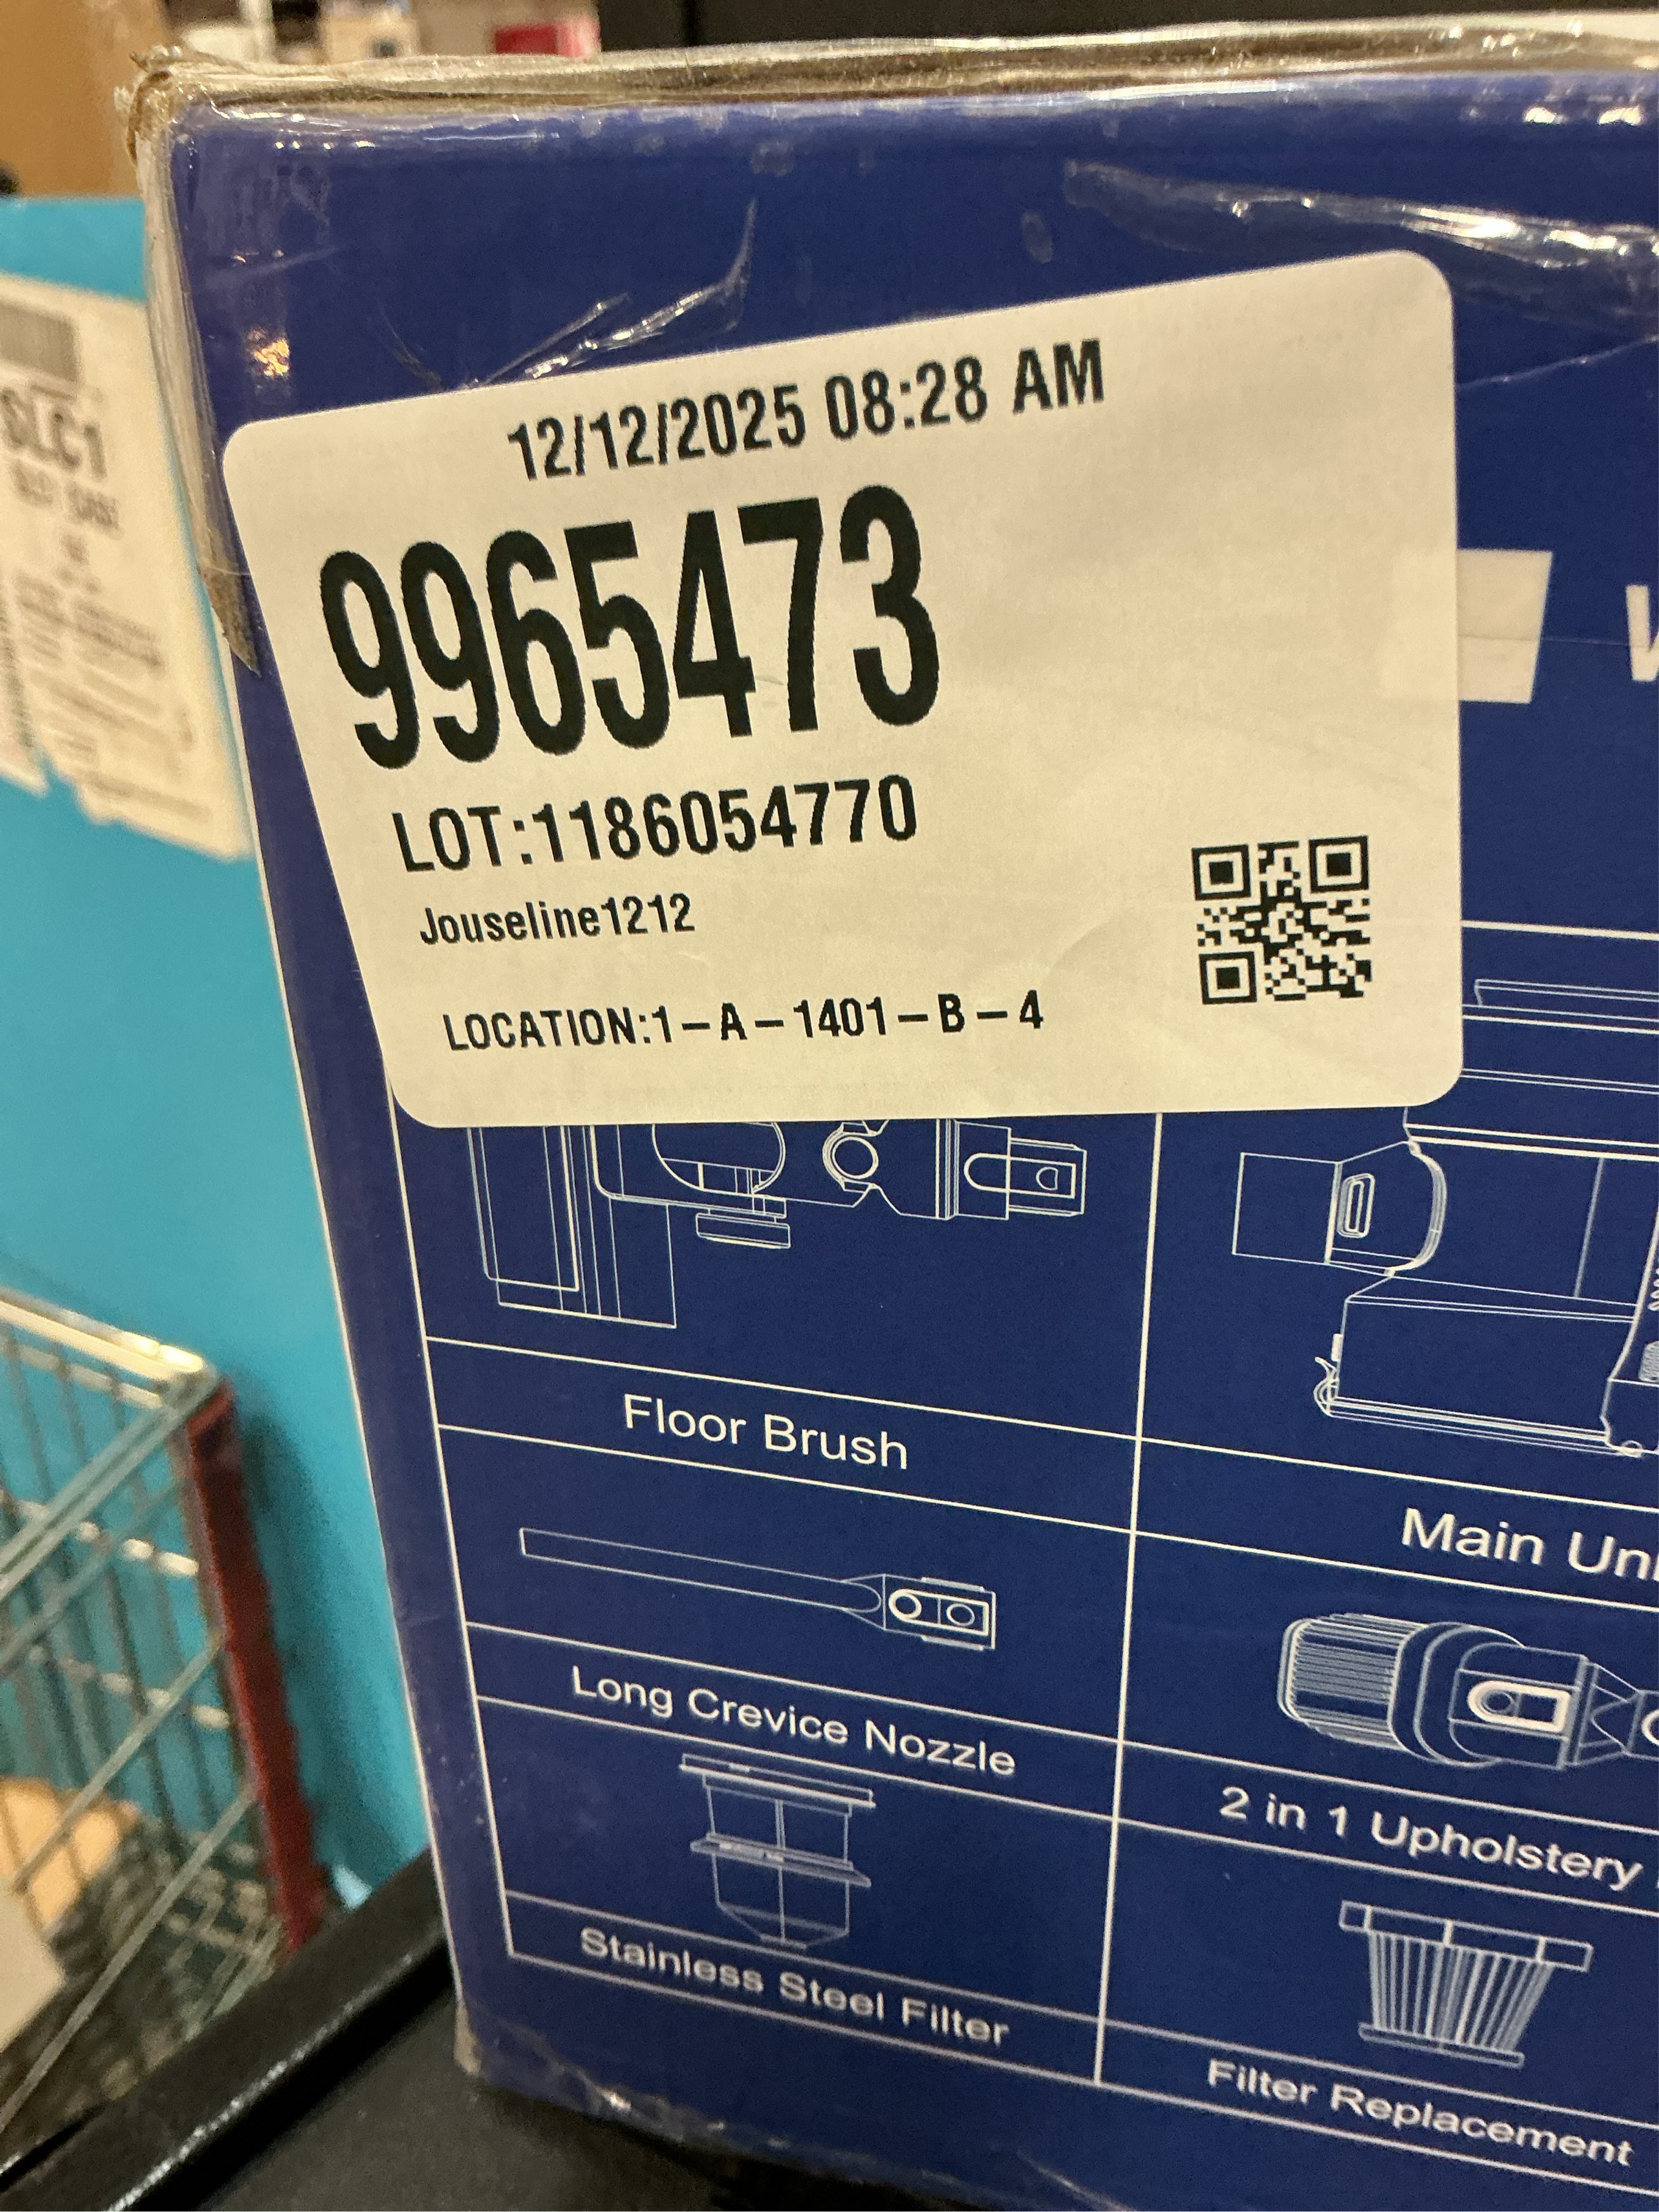 12/12/2025 08:28 AM
9965473
LOT:1186054770
Jouseline1212
LOCATION:1-A-1401-B-4
SLC1
Floor Brush
Main
Long Crevice Nozzle
2 in 1 Upholstery
Stainless Steel Filter
Filter Replacement